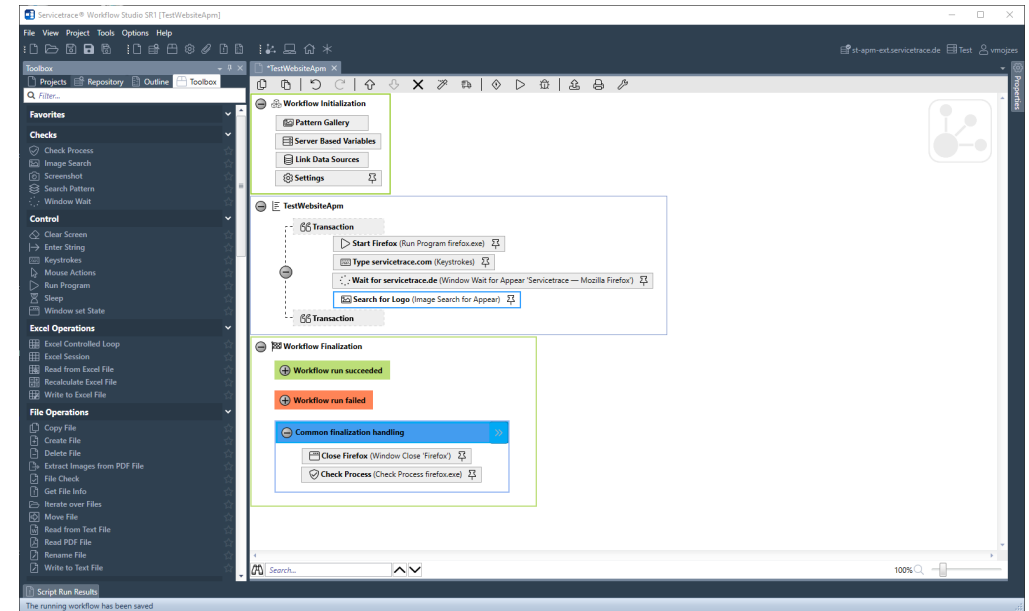 Servicetrace® Workflow Studio SR1 [TestWebsiteApm]
File View Project Tools Options Help
st-apm-ext.servicetrace.de Test vmojzes
Toolbox
Projects Repository Outline Toolbox
Filter...
Favorites
Checks
Check Process
Image Search
Screenshot
Search Pattern
Window Wait
Control
Clear Screen
Enter String
Keystrokes
Mouse Actions
Run Program
Sleep
Window set State
Excel Operations
Excel Controlled Loop
Excel Session
Read from Excel File
Recalculate Excel File
Write to Excel File
File Operations
Copy File
Create File
Delete File
Extract Images from PDF File
File Check
Get File Info
Iterate over Files
Move File
Read from Text File
Read PDF File
Rename File
Write to Text File
*TestWebsiteApm
Workflow Initialization
Pattern Gallery
Server Based Variables
Link Data Sources
Settings
TestWebsiteApm
Transaction
Start Firefox (Run Program firefox.exe)
Type servicetrace.com (Keystrokes)
Wait for servicetrace.de (Window Wait for Appear 'Servicetrace — Mozilla Firefox')
Search for Logo (Image Search for Appear)
Transaction
Workflow Finalization
Workflow run succeeded
Workflow run failed
Common finalization handling
Close Firefox (Window Close 'Firefox')
Check Process (Check Process firefox.exe)
Properties
Search...
100%
Script Run Results
The running workflow has been saved